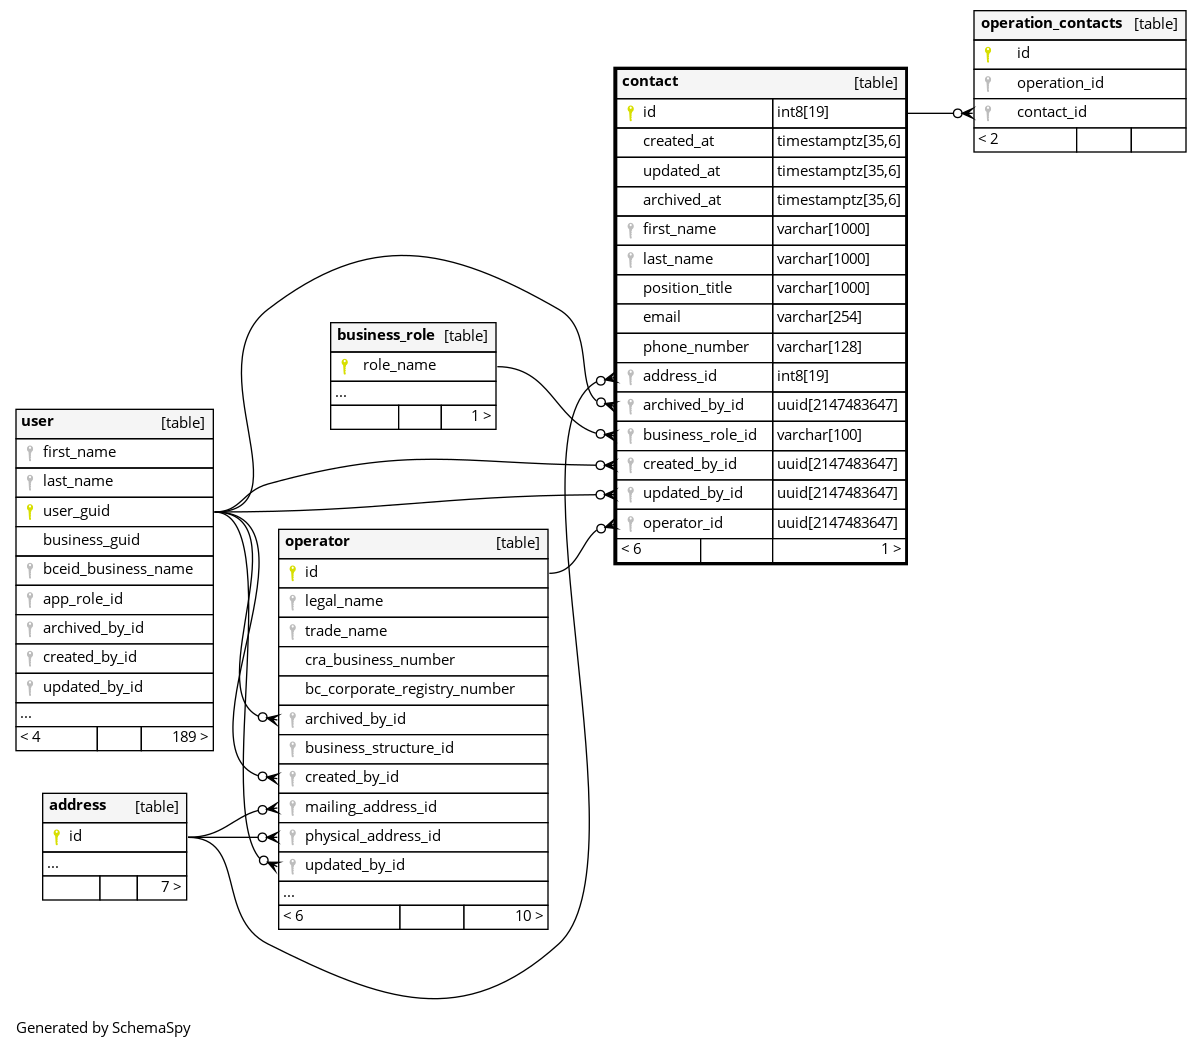 operation_contacts [table]
id
operation_id
contact_id
< 2
contact [table]
id int8[19]
created_at timestamptz[35,6]
updated_at timestamptz[35,6]
archived_at timestamptz[35,6]
first_name varchar[1000]
last_name varchar[1000]
position_title varchar[1000]
email varchar[254]
phone_number varchar[128]
address_id int8[19]
archived_by_id uuid[2147483647]
business_role_id varchar[100]
created_by_id uuid[2147483647]
updated_by_id uuid[2147483647]
operator_id uuid[2147483647]
< 6 1 >
business_role [table]
role_name
...
1 >
user [table]
first_name
last_name
user_guid
business_guid
bceid_business_name
app_role_id
archived_by_id
created_by_id
updated_by_id
...
< 4 189 >
operator [table]
id
legal_name
trade_name
cra_business_number
bc_corporate_registry_number
archived_by_id
business_structure_id
created_by_id
mailing_address_id
physical_address_id
updated_by_id
...
< 6 10 >
address [table]
id
...
7 >
Generated by SchemaSpy